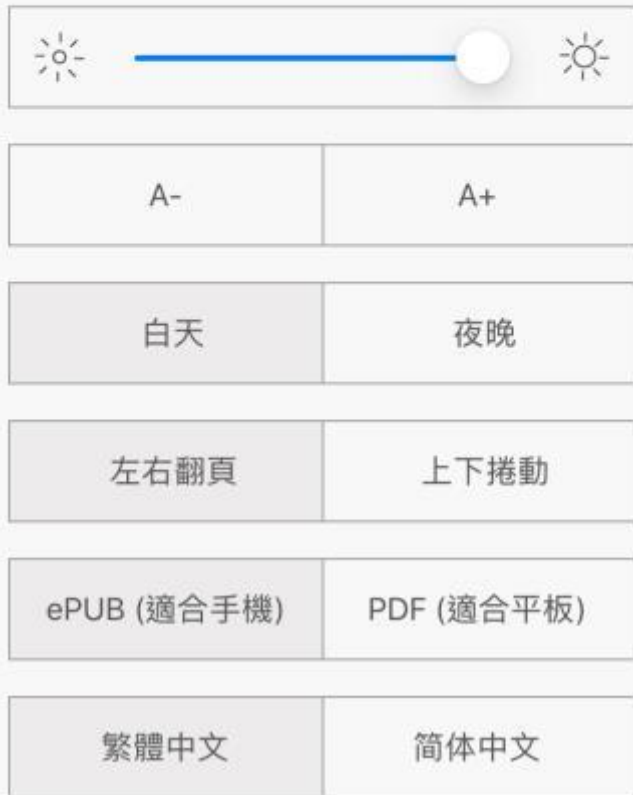 A- A+
白天 夜晚
左右翻頁 上下捲動
ePUB (適合手機) PDF (適合平板)
繁體中文 简体中文